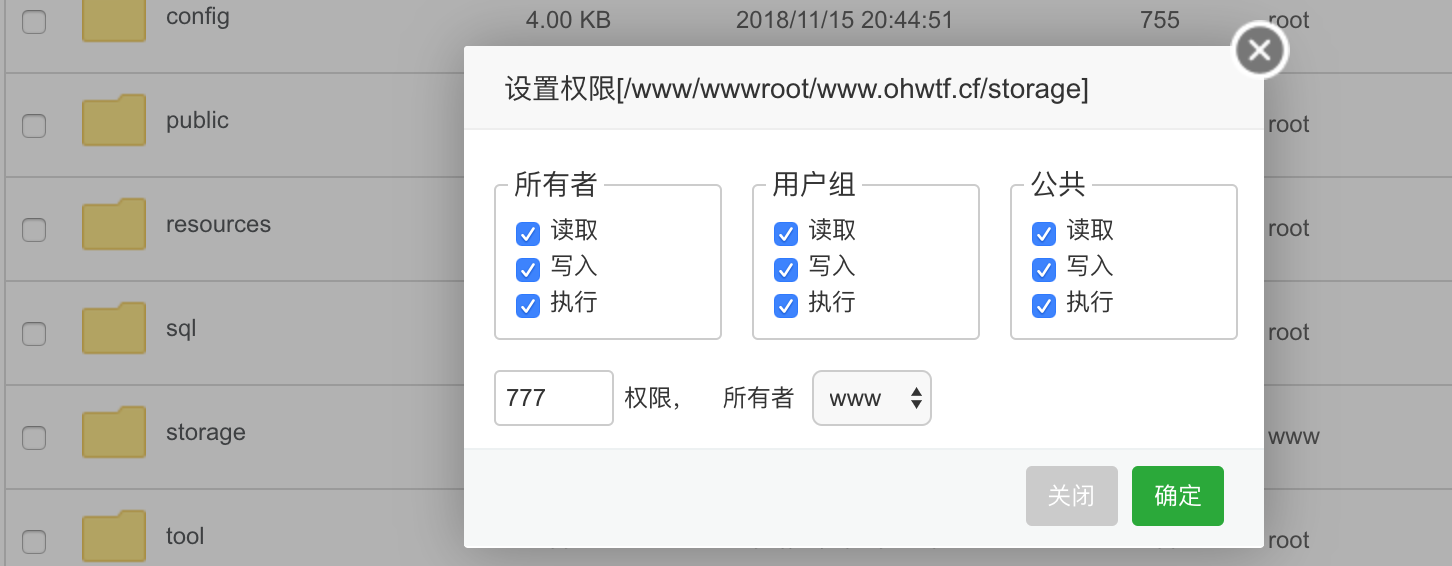 config 4.00 KB 2018/11/15 20:44:51 755 root
设置权限[/www/wwwroot/www.ohwtf.cf/storage]
public root
所有者 用户组 公共
读取 读取 读取
resources root
写入 写入 写入
执行 执行 执行
sql root
777 权限， 所有者 www
storage www
关闭 确定
tool root